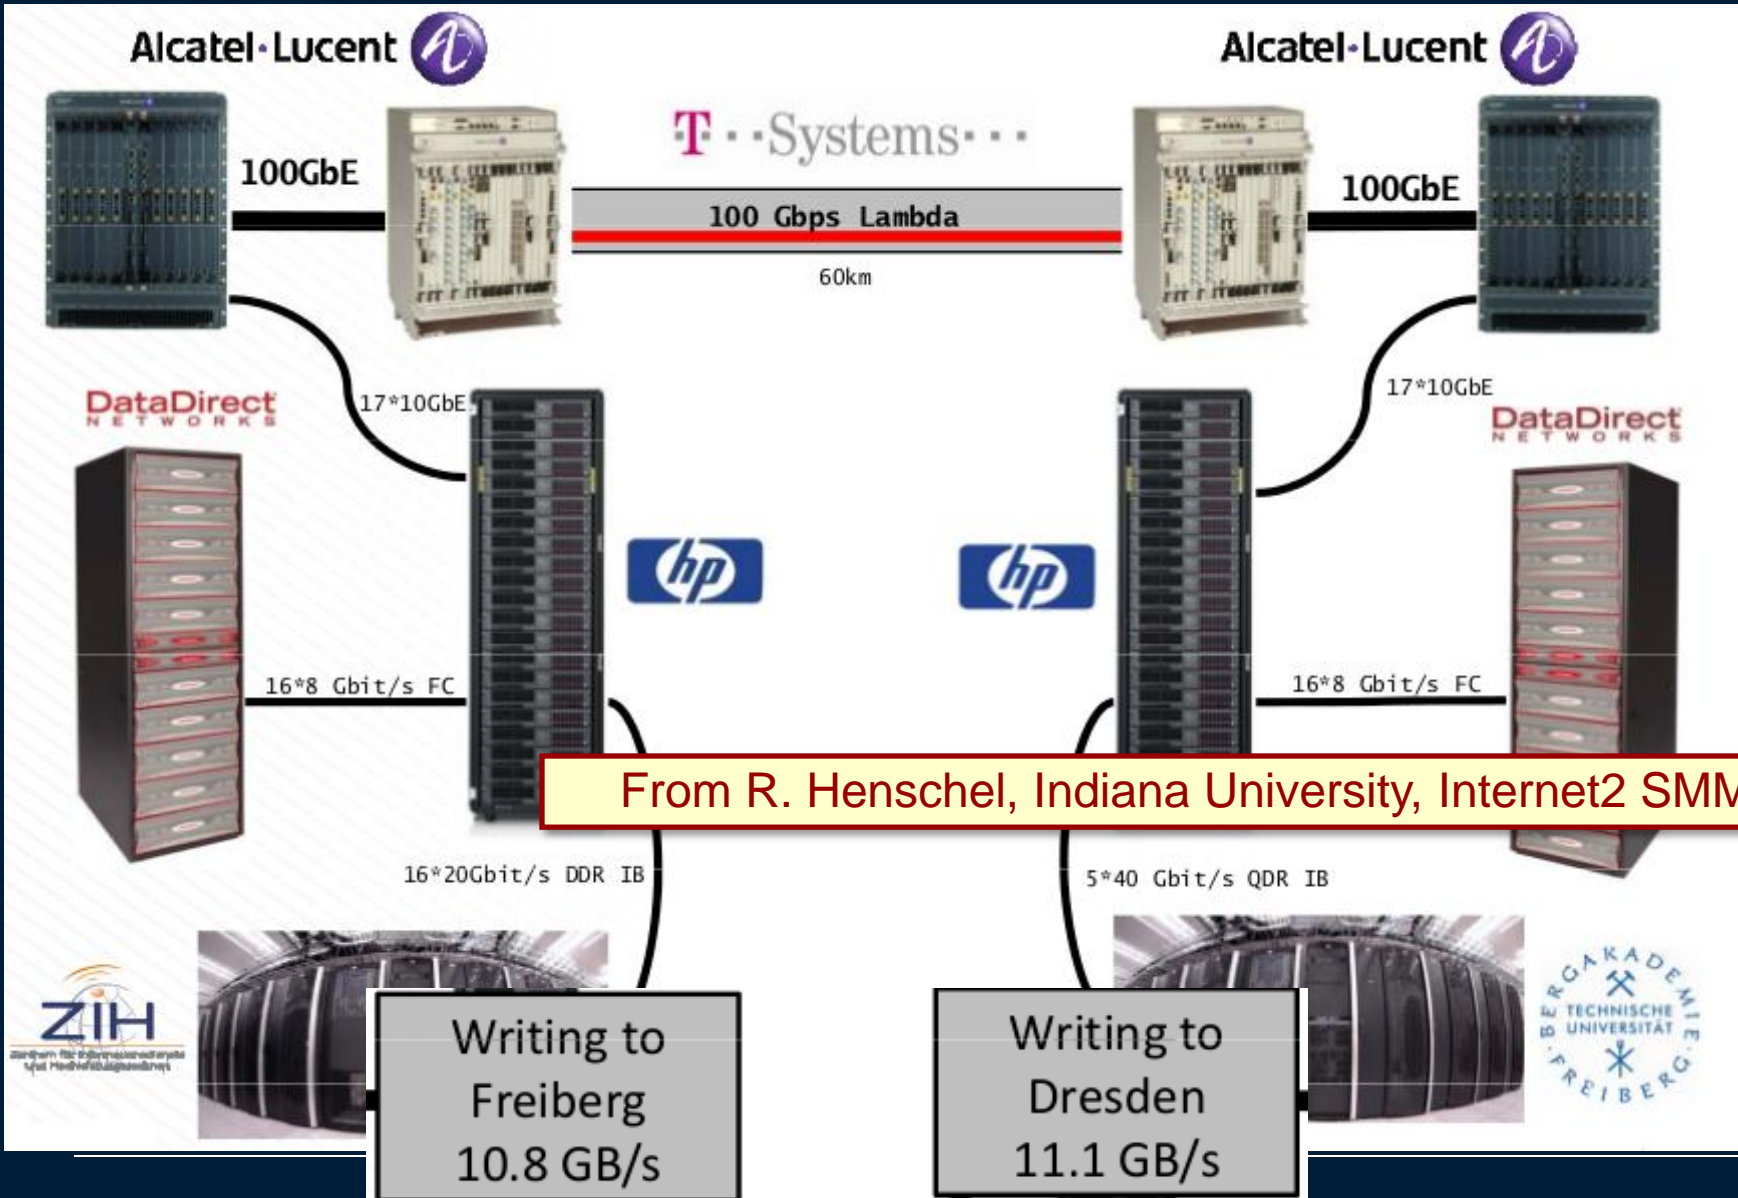 Alcatel·Lucent
Alcatel·Lucent
T··Systems···
100GbE
100GbE
100 Gbps Lambda
60km
17*10GbE
17*10GbE
DataDirect
NETWORKS
DataDirect
NETWORKS
hp
hp
16*8 Gbit/s FC
16*8 Gbit/s FC
From R. Henschel, Indiana University, Internet2 SMM
16*20Gbit/s DDR IB
5*40 Gbit/s QDR IB
ZIH
Writing to
Freiberg
10.8 GB/s
Writing to
Dresden
11.1 GB/s
BERGAKADEMIE
TECHNISCHE
UNIVERSITÄT
FREIBERG